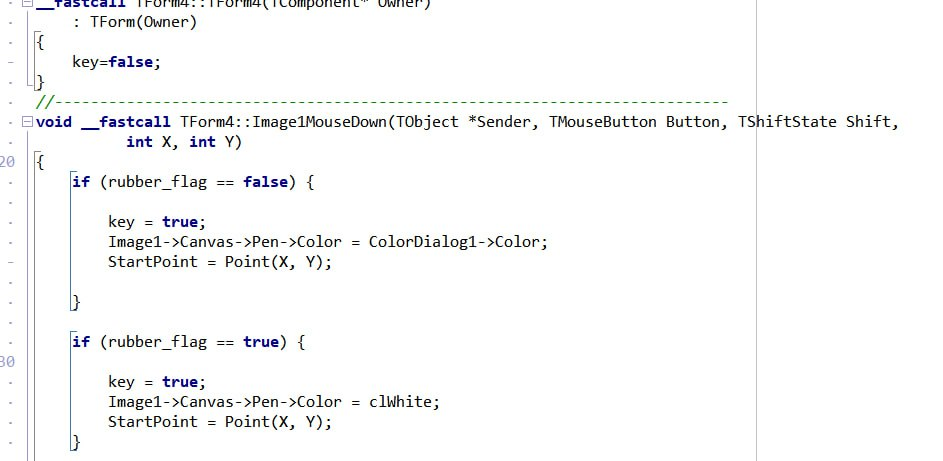 __fastcall TForm4::TForm4(TComponent* Owner)
    : TForm(Owner)
{
    key=false;
}
//---------------------------------------------------------------------------
void __fastcall TForm4::Image1MouseDown(TObject *Sender, TMouseButton Button, TShiftState Shift,
          int X, int Y)
20 {
    if (rubber_flag == false) {
        key = true;
        Image1->Canvas->Pen->Color = ColorDialog1->Color;
        StartPoint = Point(X, Y);
    }
    if (rubber_flag == true) {
30
        key = true;
        Image1->Canvas->Pen->Color = clWhite;
        StartPoint = Point(X, Y);
    }